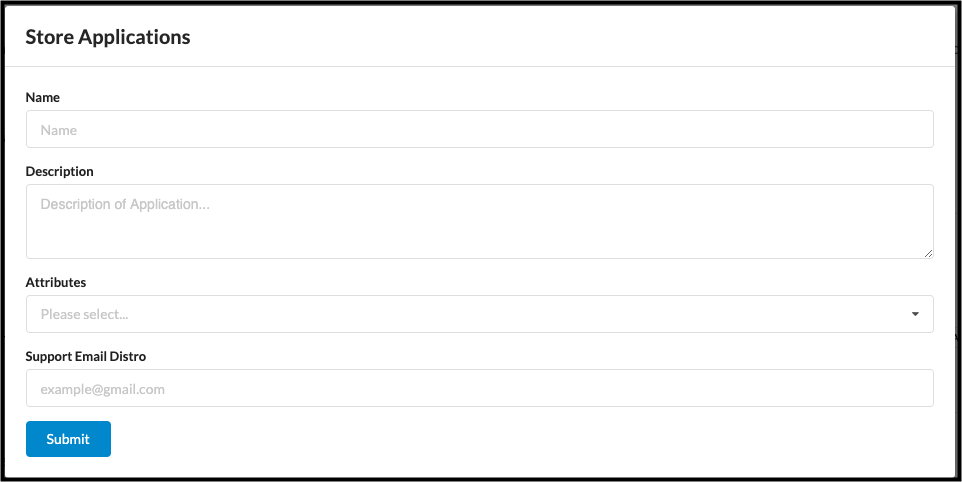 Store Applications
Name
Name
Description
Description of Application...
Attributes
Please select...
Support Email Distro
example@gmail.com
Submit